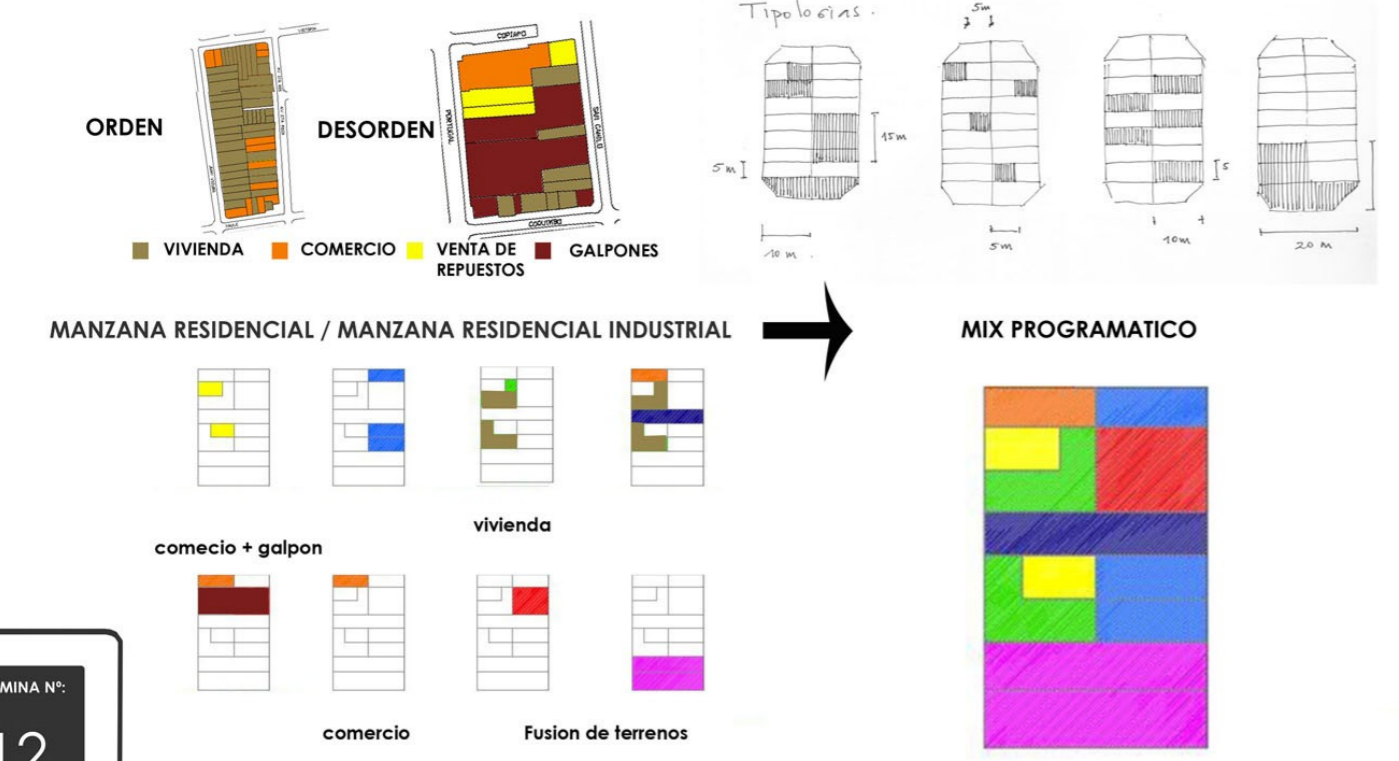 ORDEN
DESORDEN
COPIAPO
PORTUGAL
SAN CAMILO
COQUIMBO
VIVIENDA
COMERCIO
VENTA DE
REPUESTOS
GALPONES
Tipologias.
5m
15m
5m
10 m.
5m
5
10m
20 m
MANZANA RESIDENCIAL / MANZANA RESIDENCIAL INDUSTRIAL
MIX PROGRAMATICO
vivienda
comecio + galpon
comercio
Fusion de terrenos
MINA Nº:
12